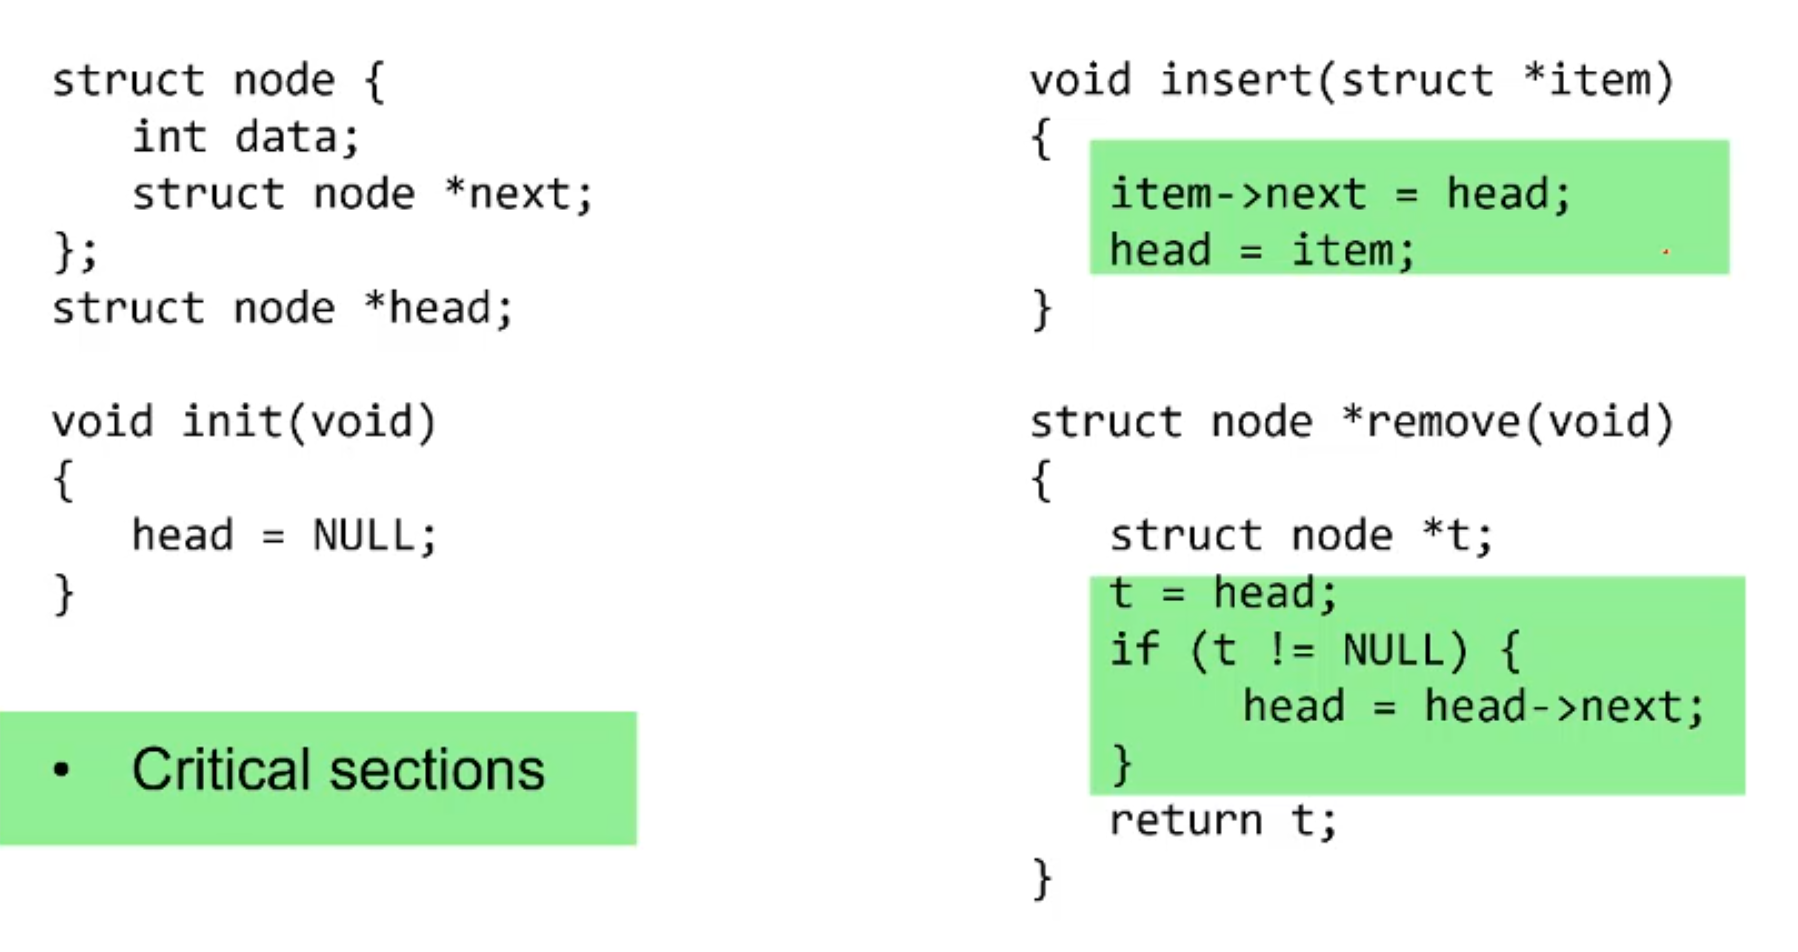 struct node {
int data;
struct node *next;
};
struct node *head;
void init(void)
{
head = NULL;
}
• Critical sections
void insert(struct *item)
{
item->next = head;
head = item;
}
struct node *remove(void)
{
struct node *t;
t = head;
if (t != NULL) {
head = head->next;
}
return t;
}